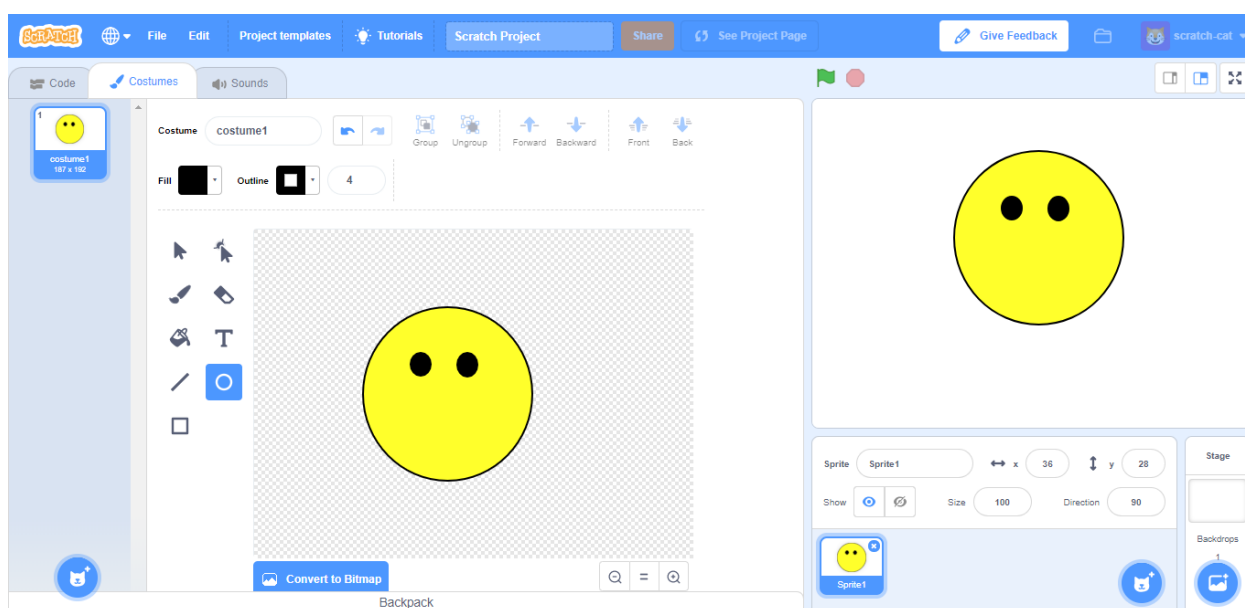 SCRATCH File Edit Project templates Tutorials Scratch Project Share See Project Page Give Feedback scratch-cat
Code Costumes Sounds
1
costume1
187 x 192
Costume costume1 Group Ungroup Forward Backward Front Back
Fill Outline 4
T
Convert to Bitmap =
Backpack
Sprite Sprite1 x 36 y 28
Show Size 100 Direction 90
Sprite1
Stage
Backdrops
1